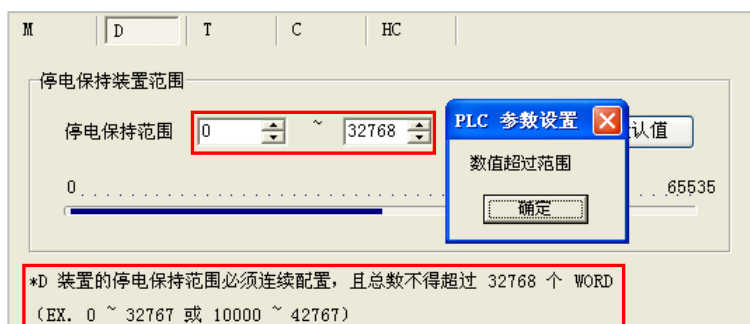 M D T C HC
停电保持装置范围
停电保持范围 0 ~ 32768
PLC 参数设置
认值
数值超过范围
0 65535
确定
*D 装置的停电保持范围必须连续配置，且总数不得超过 32768 个 WORD
(EX. 0 ~ 32767 或 10000 ~ 42767)